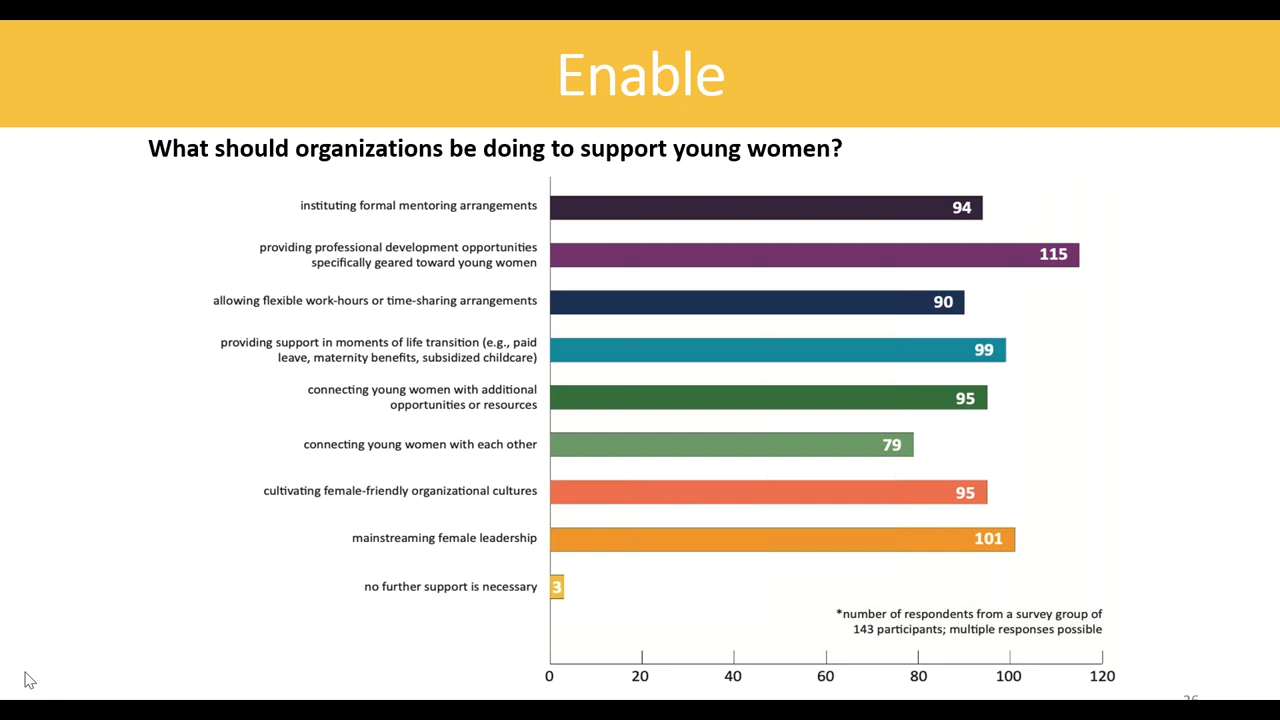 Enable
What should organizations be doing to support young women?
instituting formal mentoring arrangements
94
providing professional development opportunities
specifically geared toward young women
115
allowing flexible work-hours or time-sharing arrangements
90
providing support in moments of life transition (e.g., paid
leave, maternity benefits, subsidized childcare)
99
connecting young women with additional
opportunities or resources
95
connecting young women with each other
79
cultivating female-friendly organizational cultures
95
mainstreaming female leadership
101
no further support is necessary
3
*number of respondents from a survey group of
143 participants; multiple responses possible
0 20 40 60 80 100 120